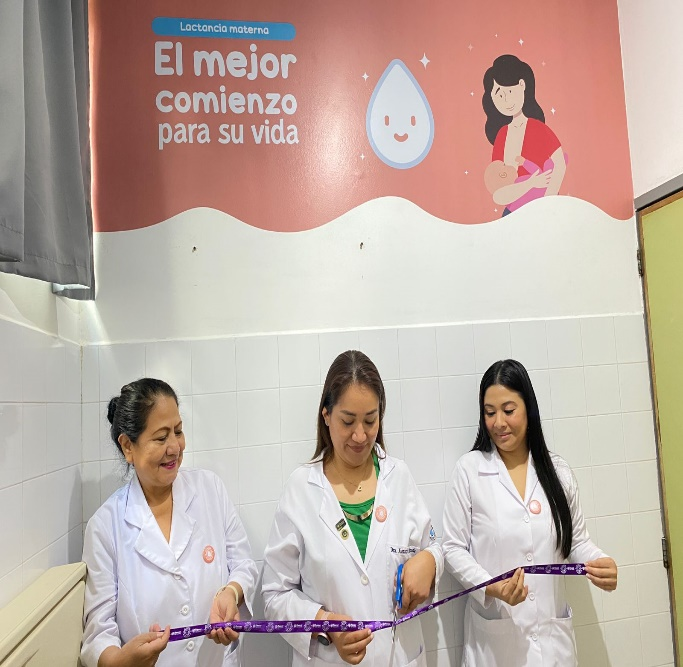 Lactancia materna
El mejor
comienzo
para su vida